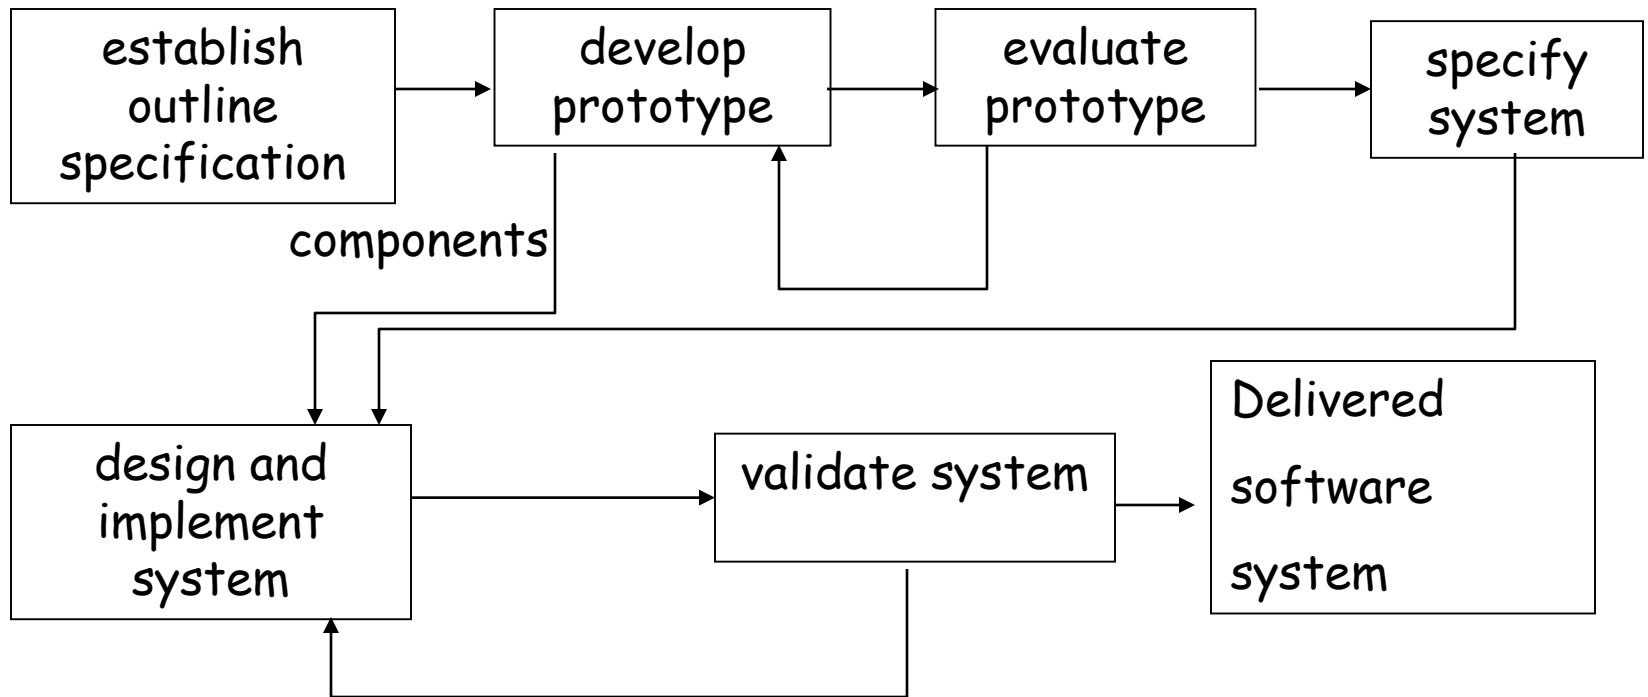 establish
outline
specification
develop
prototype
evaluate
prototype
specify
system
components
design and
implement
system
validate system
Delivered
software
system